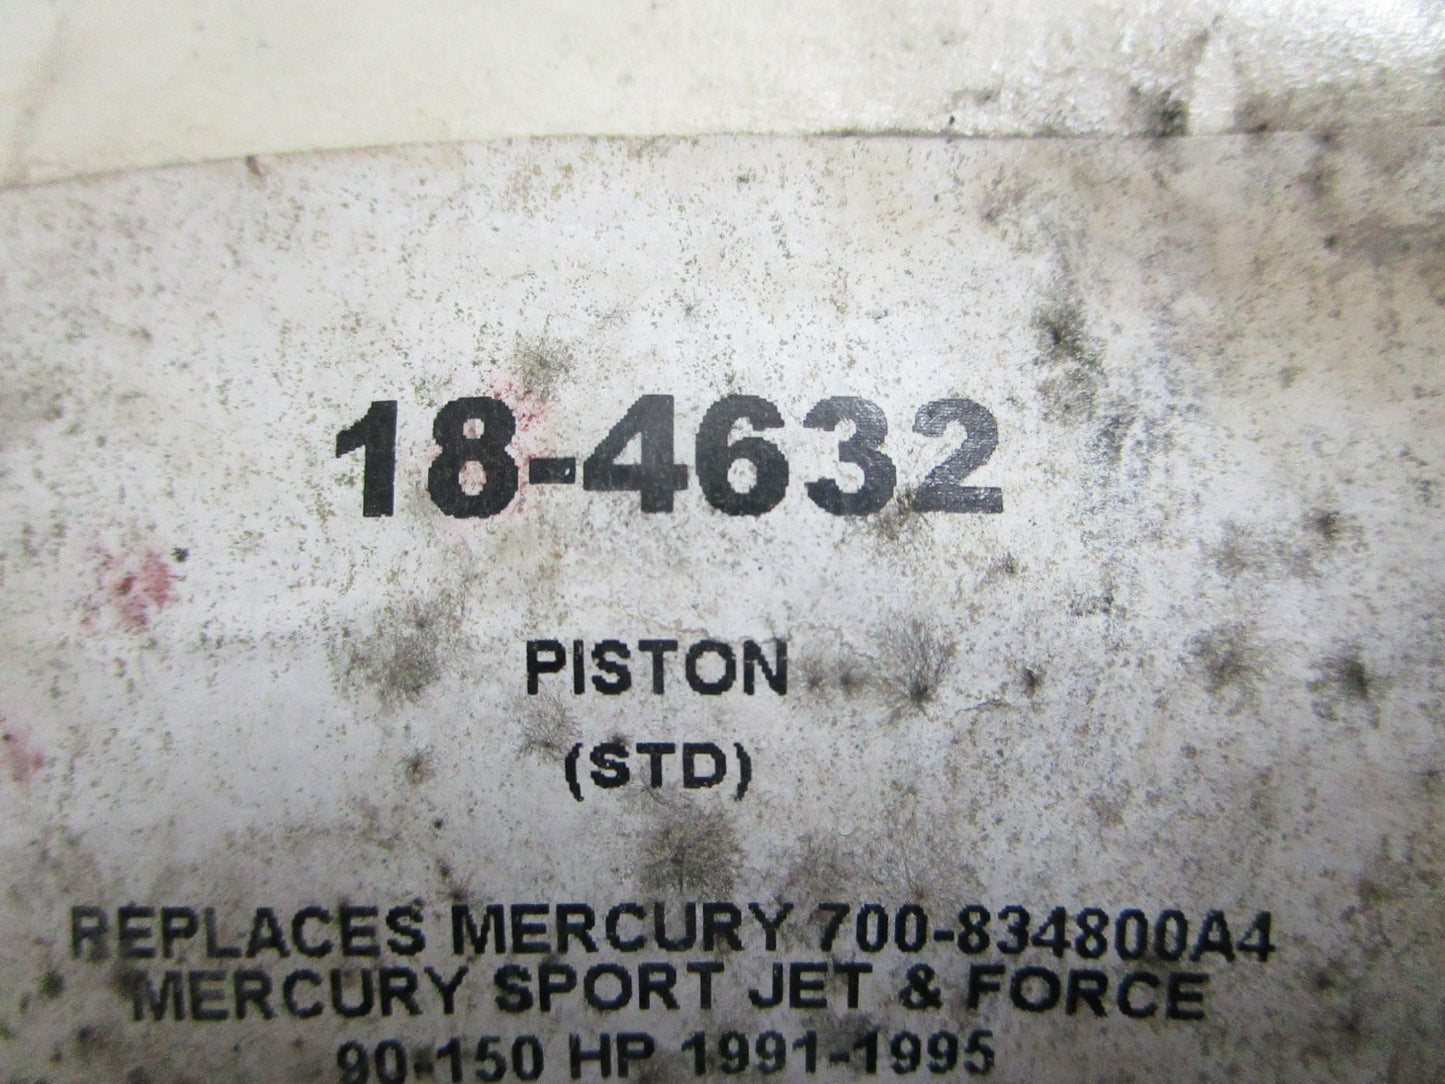 18-4632
PISTON
(STD)
REPLACES MERCURY 700-834800A4
MERCURY SPORT JET & FORCE
90-150 HP 1991-1995